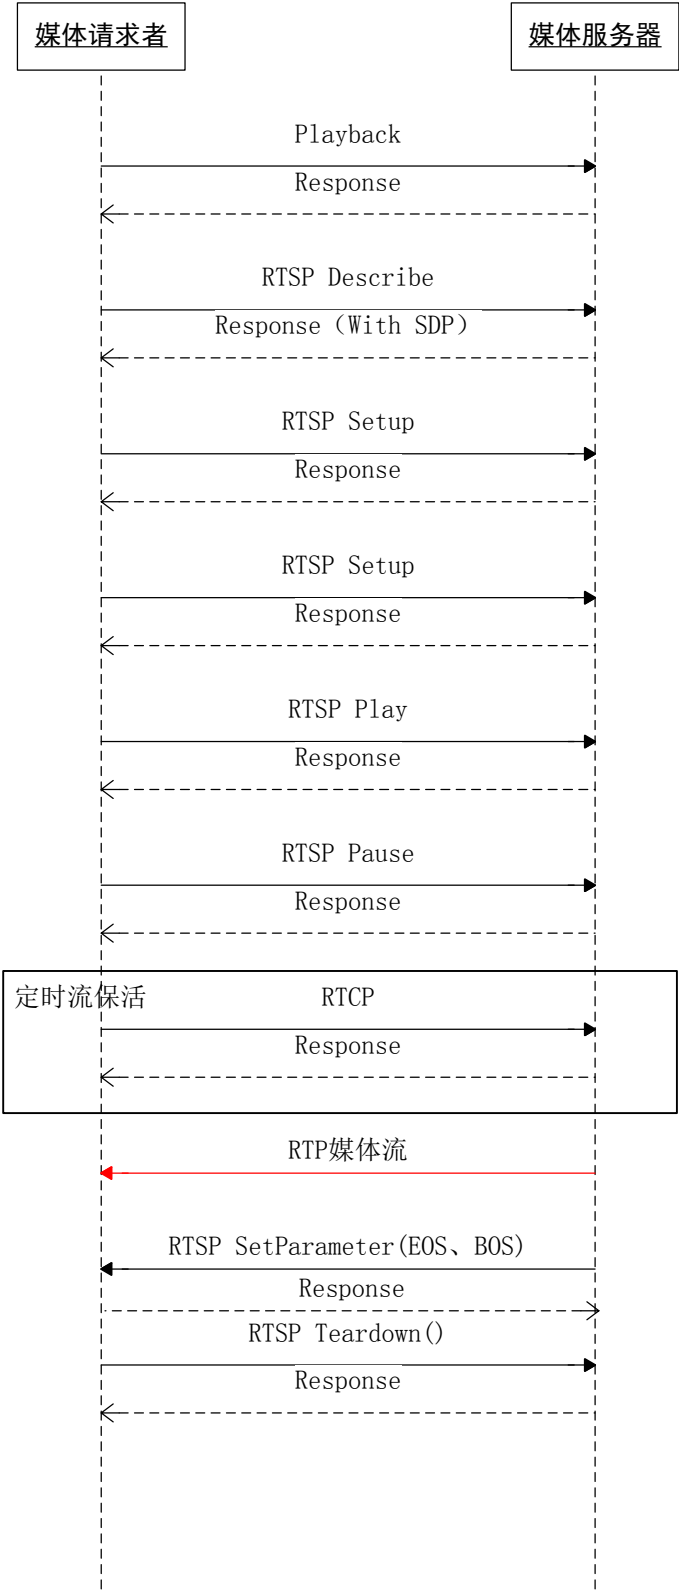 媒体请求者
媒体服务器
Playback
Response
RTSP Describe
Response（With SDP）
RTSP Setup
Response
RTSP Setup
Response
RTSP Play
Response
RTSP Pause
Response
定时流保活
RTCP
Response
RTP媒体流
RTSP SetParameter(EOS、BOS)
Response
RTSP Teardown()
Response